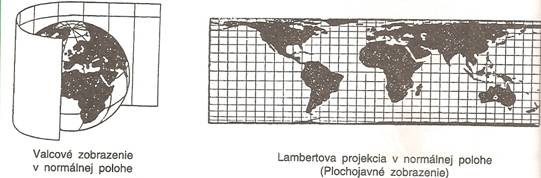 Valcové zobrazenie
v normálnej polohe
Lambertova projekcia v normálnej polohe
(Plochojavné zobrazenie)